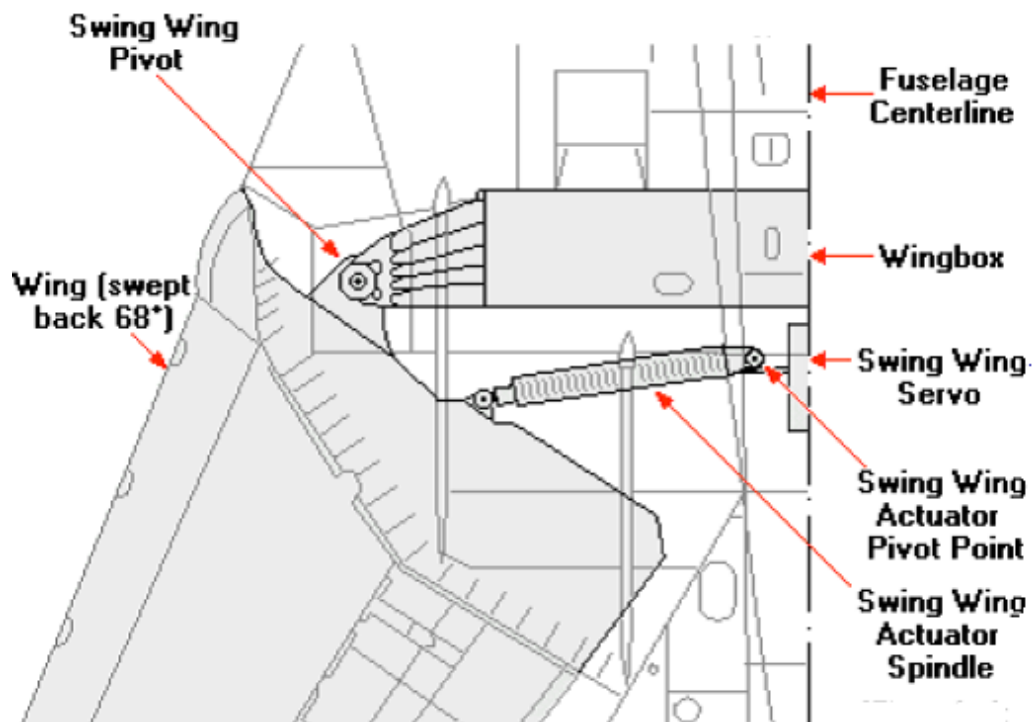 Swing Wing
Pivot
Fuselage
Centerline
Wingbox
Wing (swept
back 68*)
Swing Wing
Servo
Swing Wing
Actuator
Pivot Point
Swing Wing
Actuator
Spindle